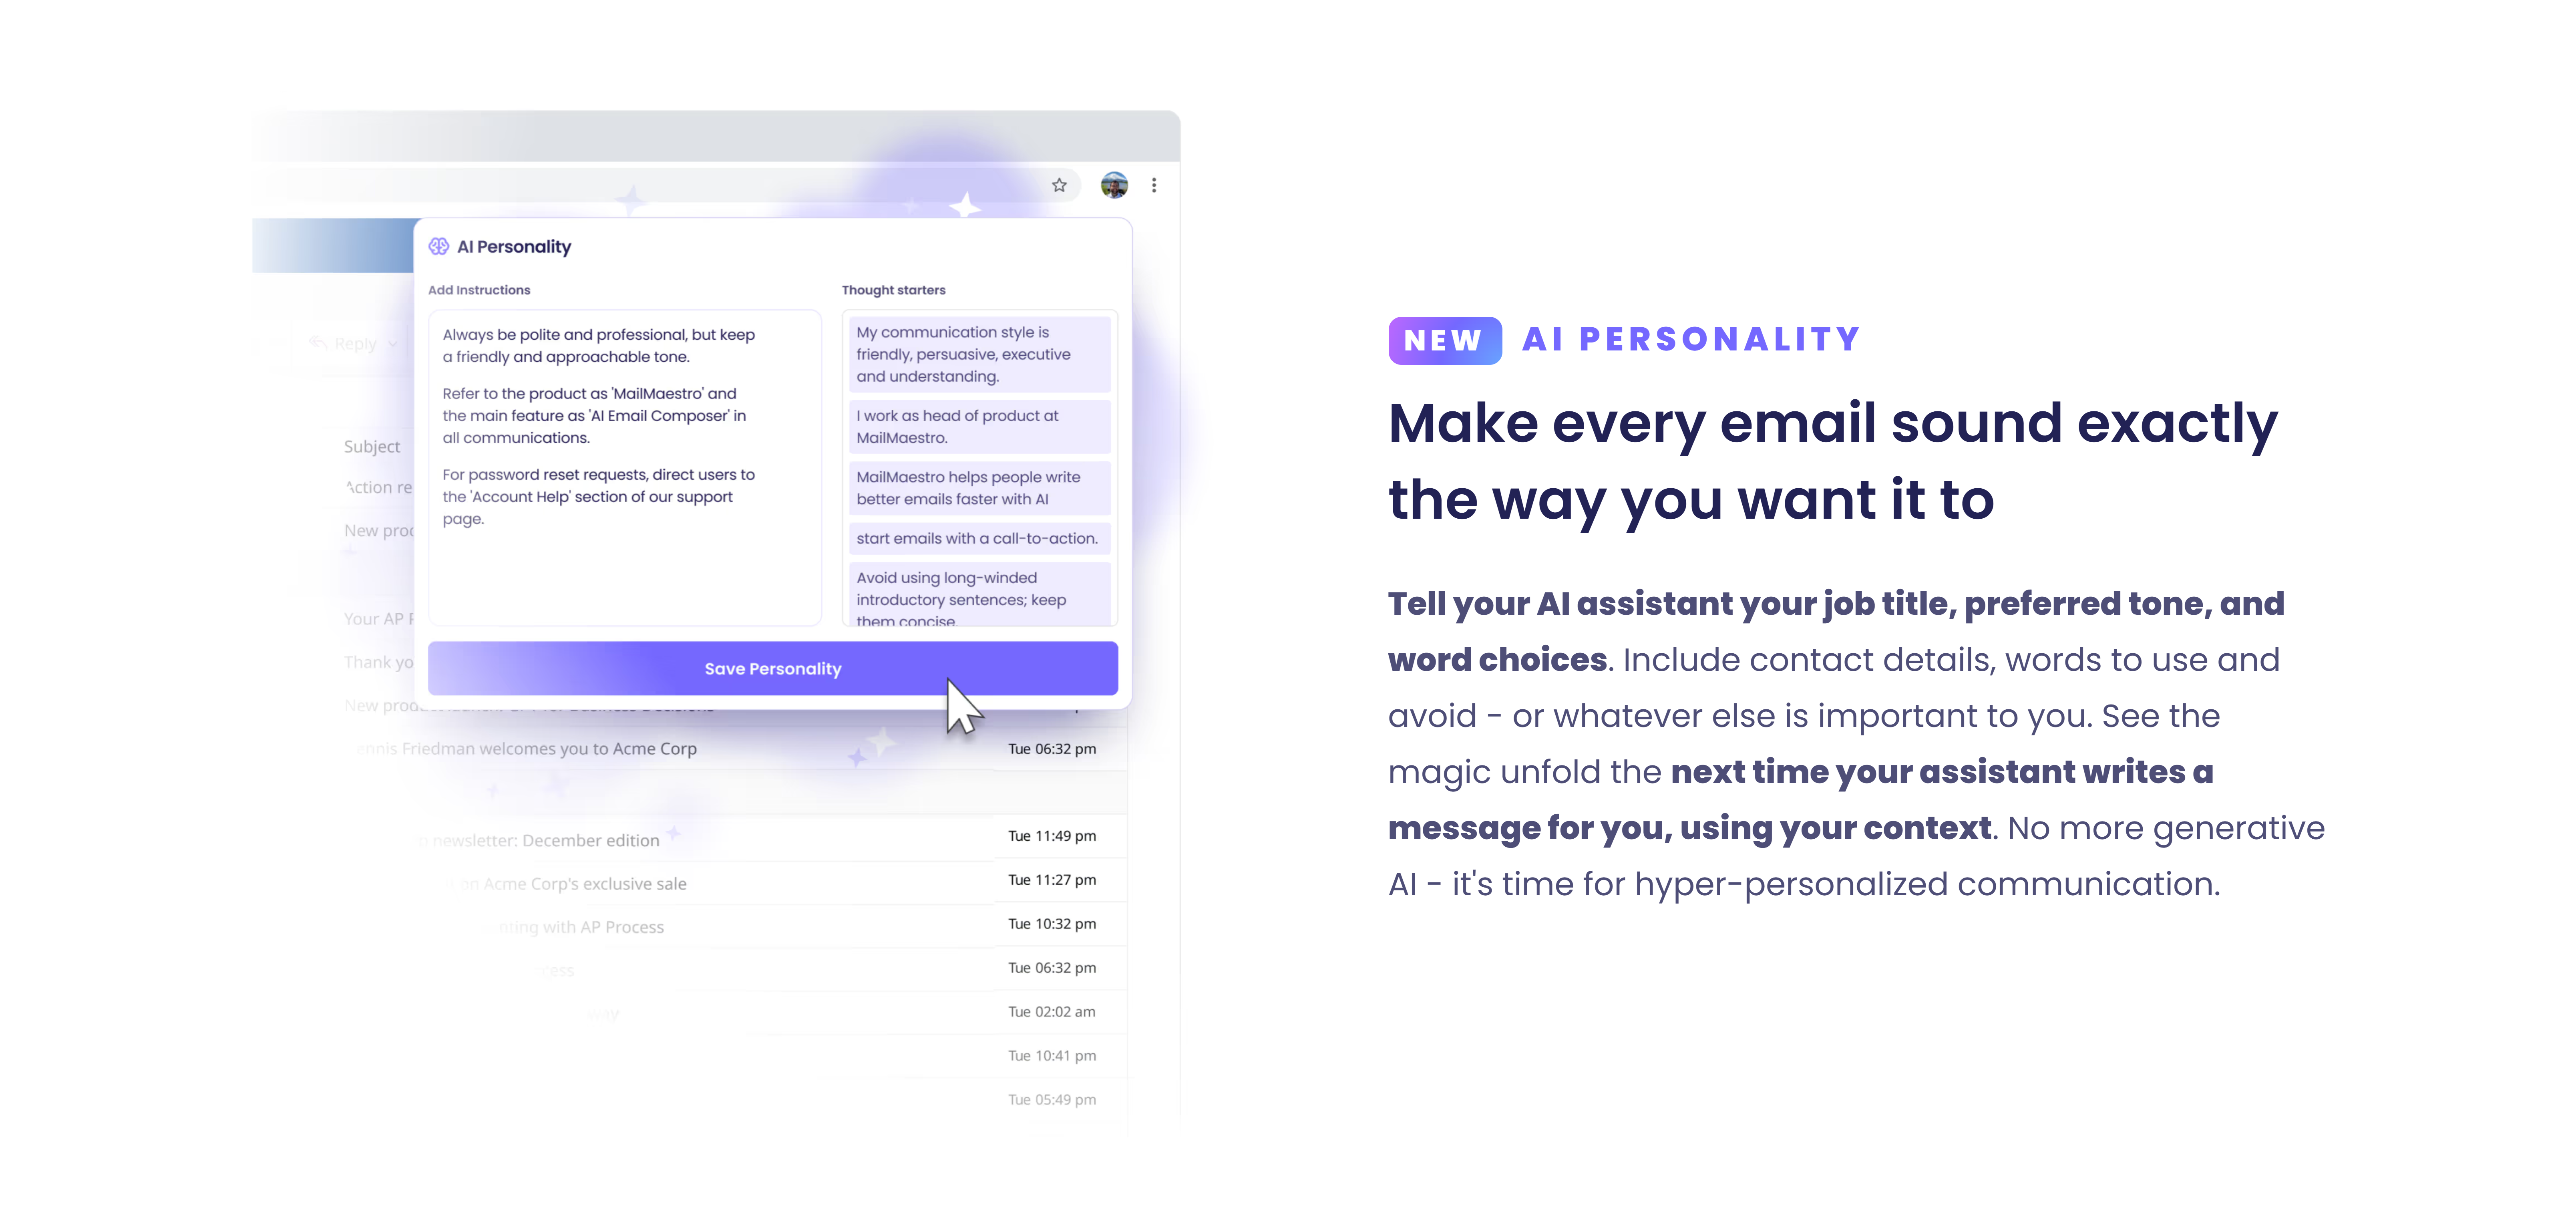 AI Personality
Add Instructions
Always be polite and professional, but keep
a friendly and approachable tone.
Refer to the product as 'MailMaestro' and
the main feature as 'AI Email Composer' in
all communications.
For password reset requests, direct users to
the 'Account Help' section of our support
page.
Thought starters
My communication style is
friendly, persuasive, executive
and understanding.
I work as head of product at
MailMaestro.
MailMaestro helps people write
better emails faster with AI
start emails with a call-to-action.
Avoid using long-winded
introductory sentences; keep
them concise.
Save Personality
Reply
Subject
Action re
New proc
Your AP
Thank yo
New
ennis Friedman welcomes you to Acme Corp
Tue 06:32 pm
newsletter: December edition
Tue 11:49 pm
on Acme Corp's exclusive sale
Tue 11:27 pm
nting with AP Process
Tue 10:32 pm
Tue 06:32 pm
way
Tue 02:02 am
Tue 10:41 pm
Tue 05:49 pm
NEW AI PERSONALITY
Make every email sound exactly
the way you want it to
Tell your AI assistant your job title, preferred tone, and
word choices. Include contact details, words to use and
avoid - or whatever else is important to you. See the
magic unfold the next time your assistant writes a
message for you, using your context. No more generative
AI - it's time for hyper-personalized communication.